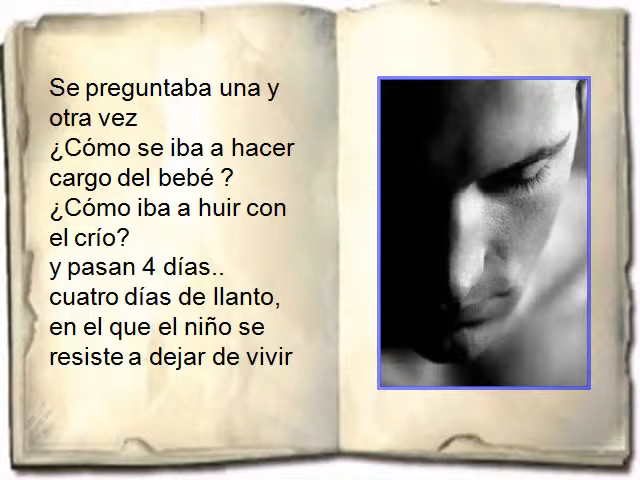 Se preguntaba una y
otra vez
¿Cómo se iba a hacer
cargo del bebé ?
¿Cómo iba a huir con
el crío?
y pasan 4 días..
cuatro días de llanto,
en el que el niño se
resiste a dejar de vivir